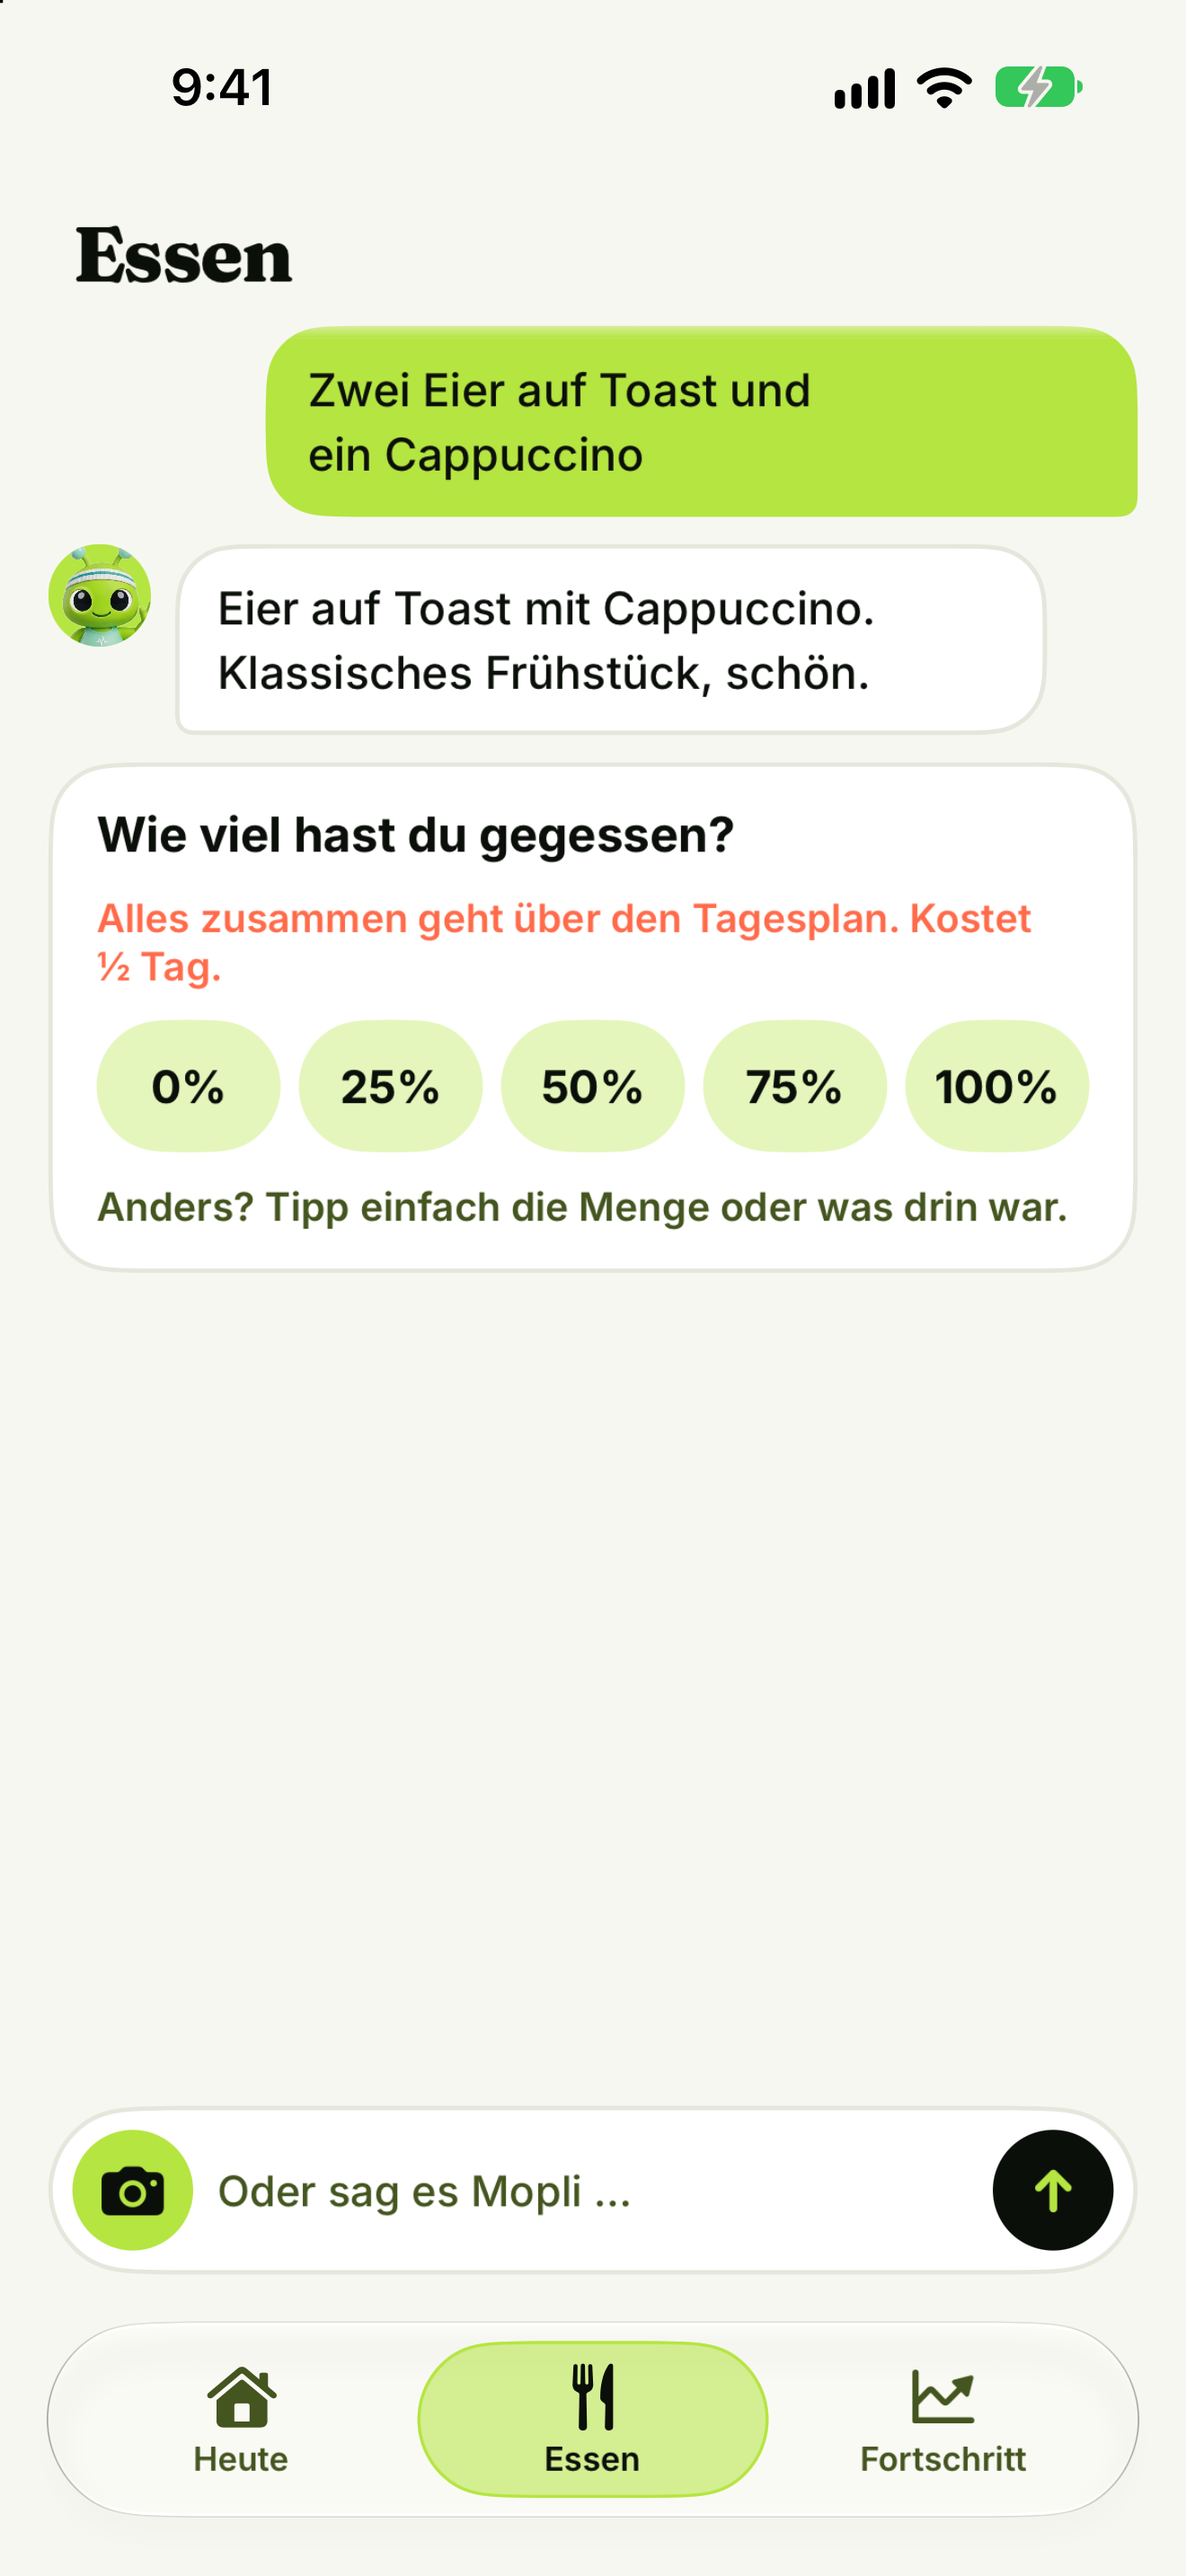 9:41
Essen
Zwei Eier auf Toast und
ein Cappuccino
Eier auf Toast mit Cappuccino.
Klassisches Frühstück, schön.
Wie viel hast du gegessen?
Alles zusammen geht über den Tagesplan. Kostet
½ Tag.
0% 25% 50% 75% 100%
Anders? Tipp einfach die Menge oder was drin war.
Oder sag es Mopli ...
Heute Essen Fortschritt